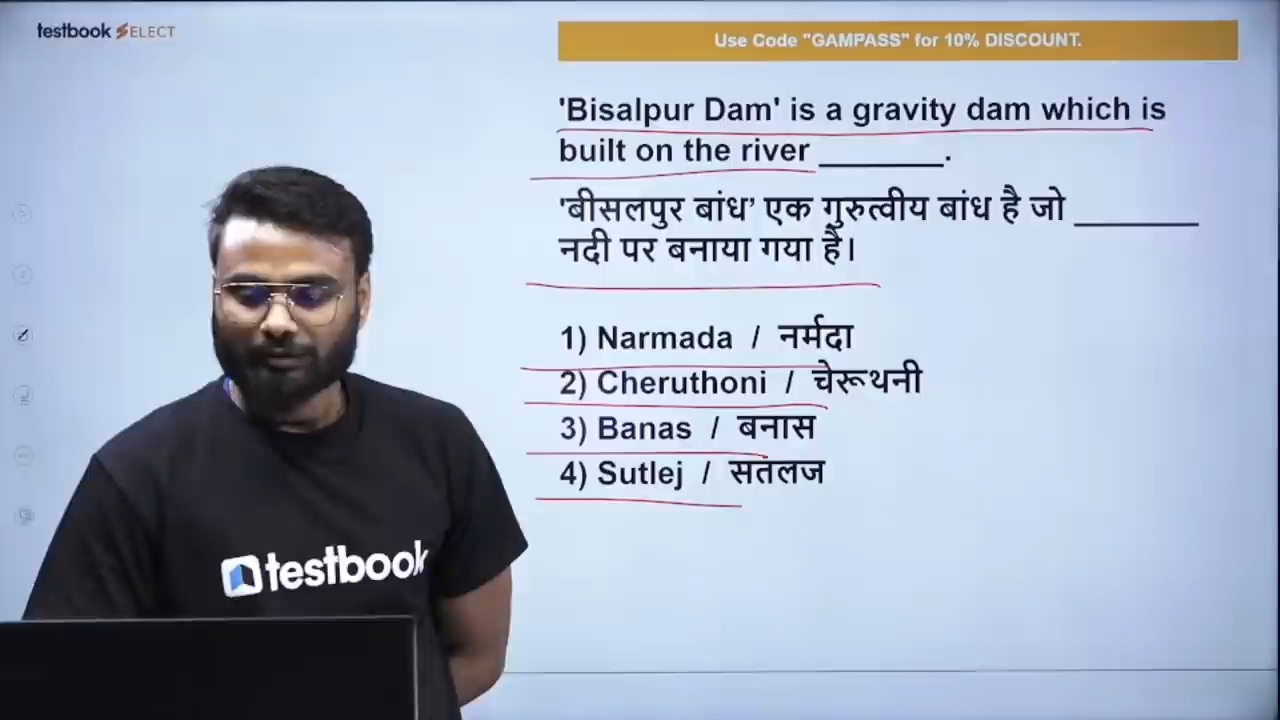 testbook SELECT
Use Code "GAMPASS" for 10% DISCOUNT.
'Bisalpur Dam' is a gravity dam which is
built on the river ________.
'बीसलपुर बांध' एक गुरुत्वीय बांध है जो ________
नदी पर बनाया गया है।
1) Narmada / नर्मदा
2) Cheruthoni / चेरूथनी
3) Banas / बनास
4) Sutlej / सतलज
testbook